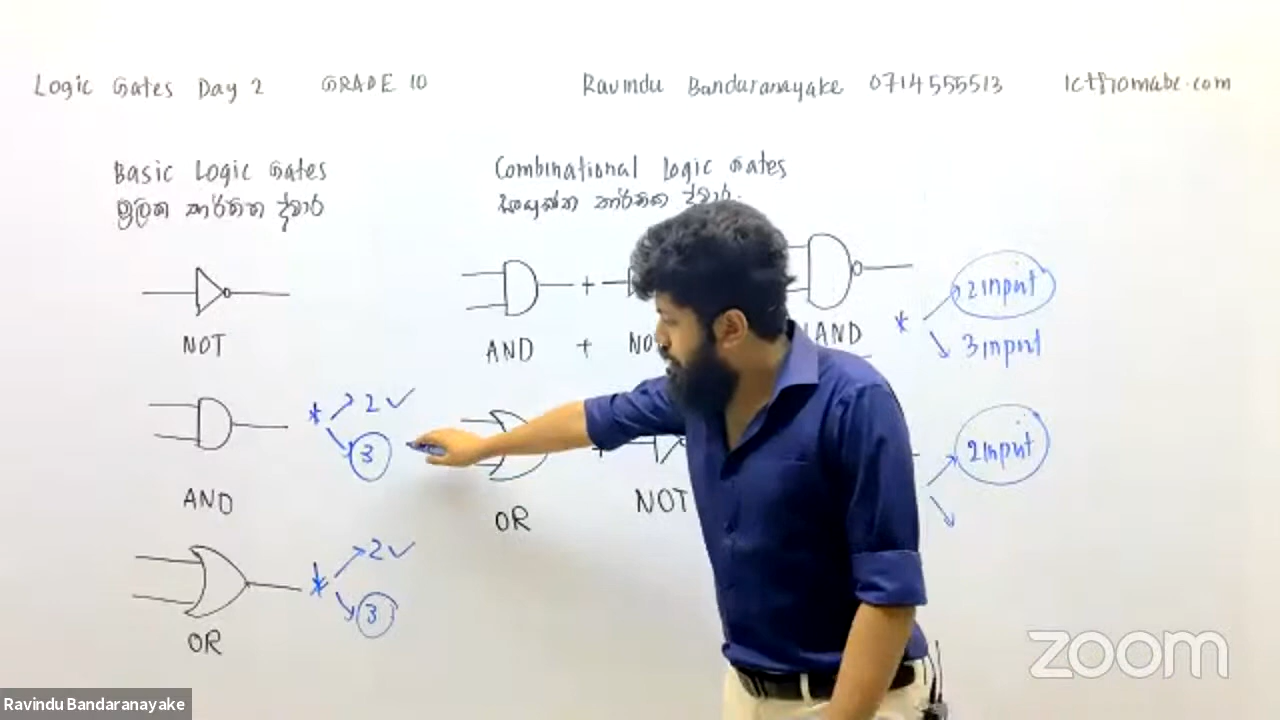 Logic Gates Day 2 GRADE 10 Ravindu Bandaranayake 0714555513 ictfromabc.com
Basic Logic Gates
මූලික තාර්කික ද්වාර
Combinational Logic Gates
සංයුක්ත තාර්කික ද්වාර
NOT
AND + NO
AND
* 2 input
3 input
* 2 ✓
3
AND
OR
NOT
2 input
* 2 ✓
3
OR
zoom
Ravindu Bandaranayake